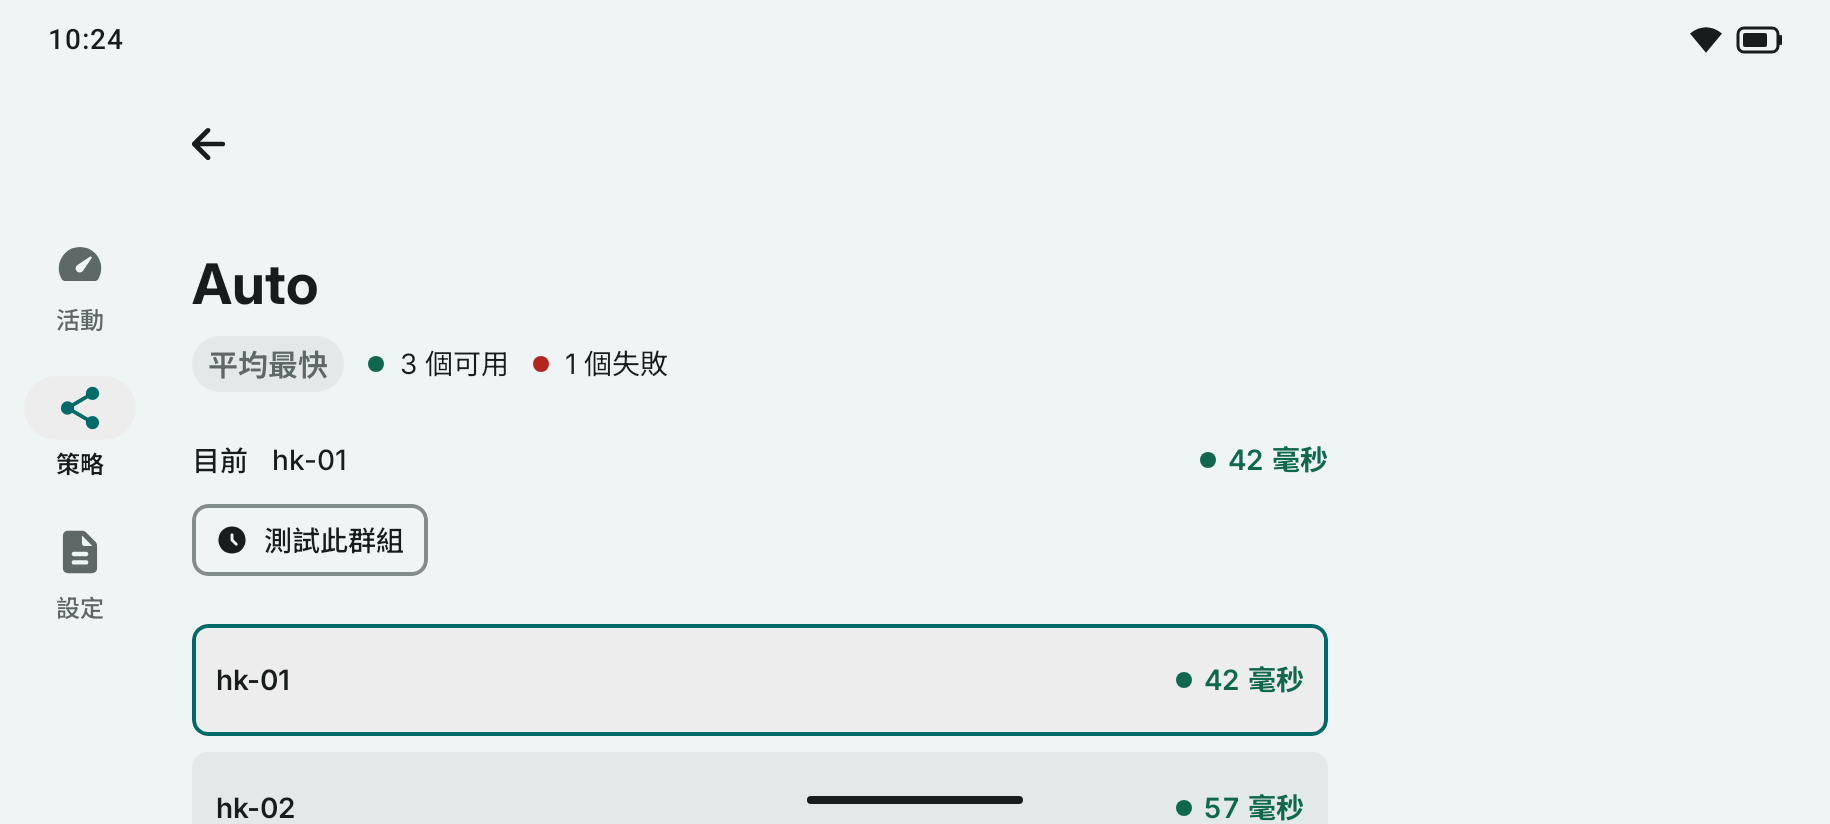 10:24
活動
策略
設定
Auto
平均最快 3 個可用 1 個失敗
目前 hk-01 42 毫秒
測試此群組
hk-01 42 毫秒
hk-02 57 毫秒